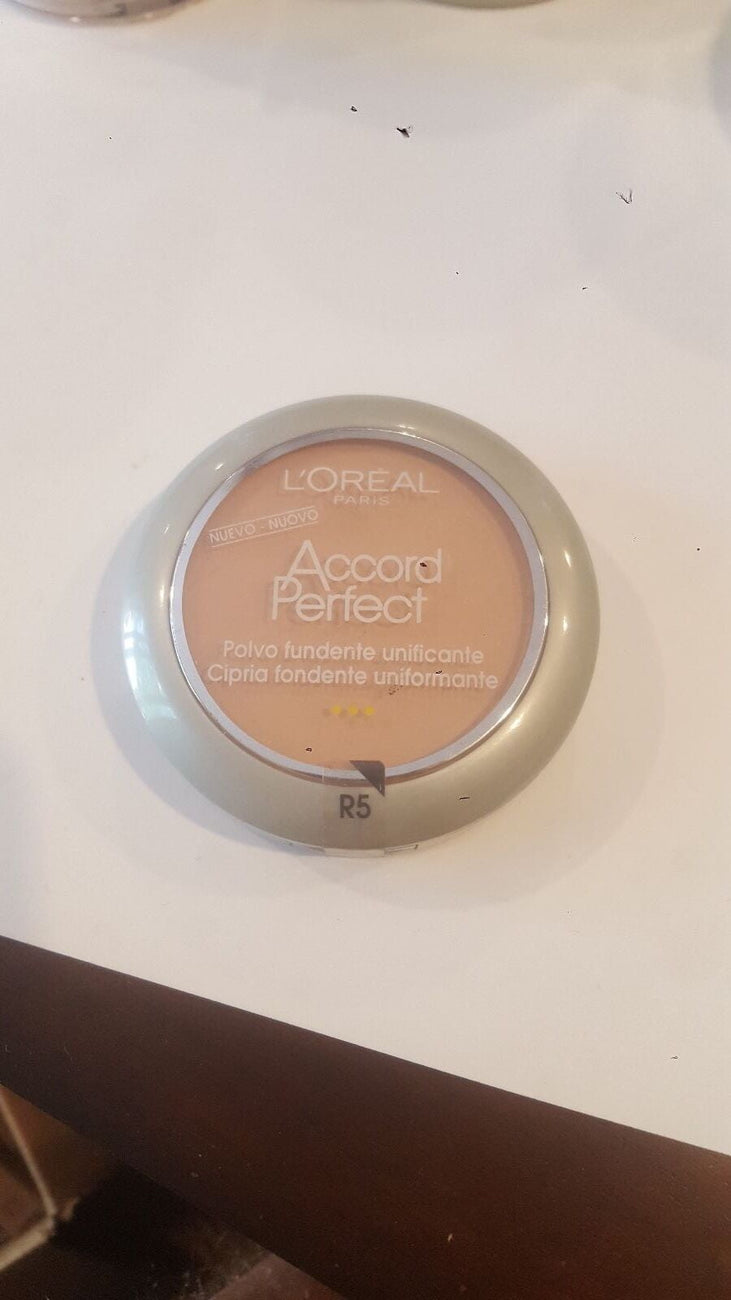 L'ORÉAL
PARIS
NUEVO - NUOVO
Accord
Perfect
Polvo fundente unificante
Cipria fondente uniformante
R5